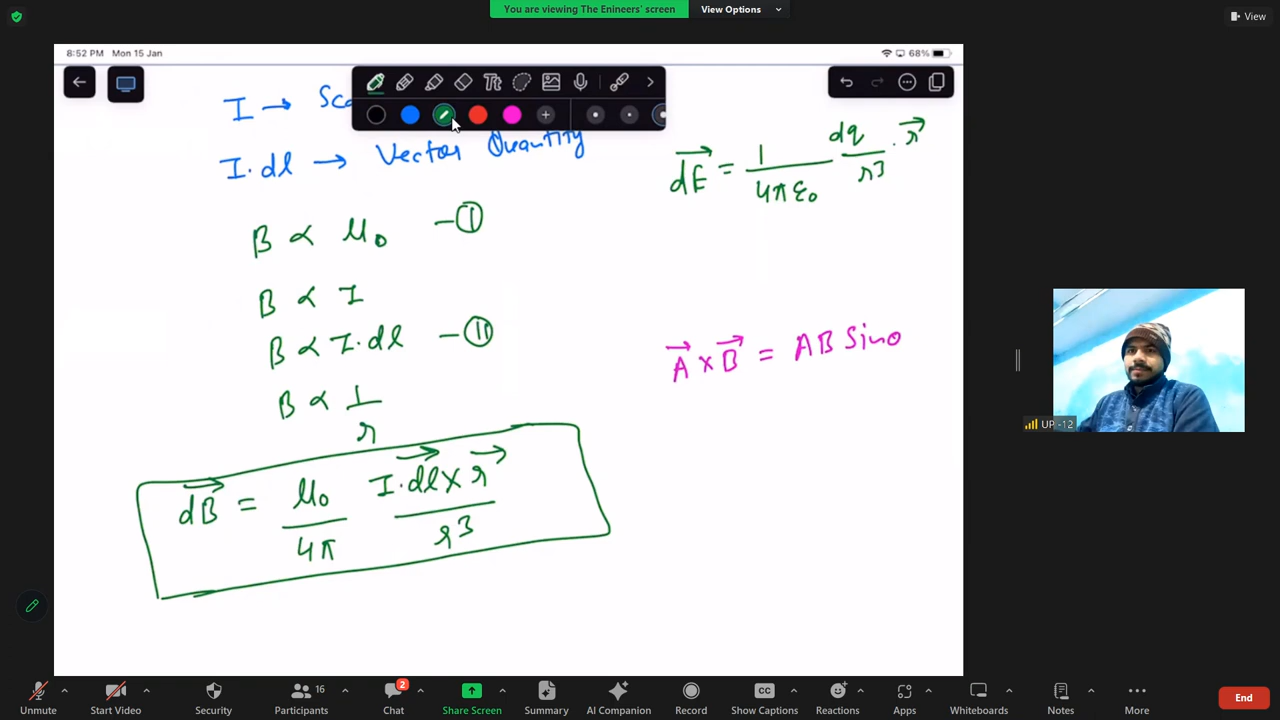 You are viewing The Enineers' screen
View Options
View
8:52 PM Mon 15 Jan
68%
I →
I·dl → Vector Quantity
B ∝ μ₀ —Ⓘ
B ∝ I
B ∝ I·dl —Ⓘⓘ
B ∝ 1/r
dB⃗ = μ₀/4π I·dl⃗ × r⃗/r³
dE⃗ = 1/4πε₀ dq/r³ · r⃗
A⃗ × B⃗ = AB Sinθ
UP -12
Unmute
Start Video
Security
16
Participants
2
Chat
Share Screen
Summary
AI Companion
Record
CC
Show Captions
Reactions
Apps
Whiteboards
Notes
More
End